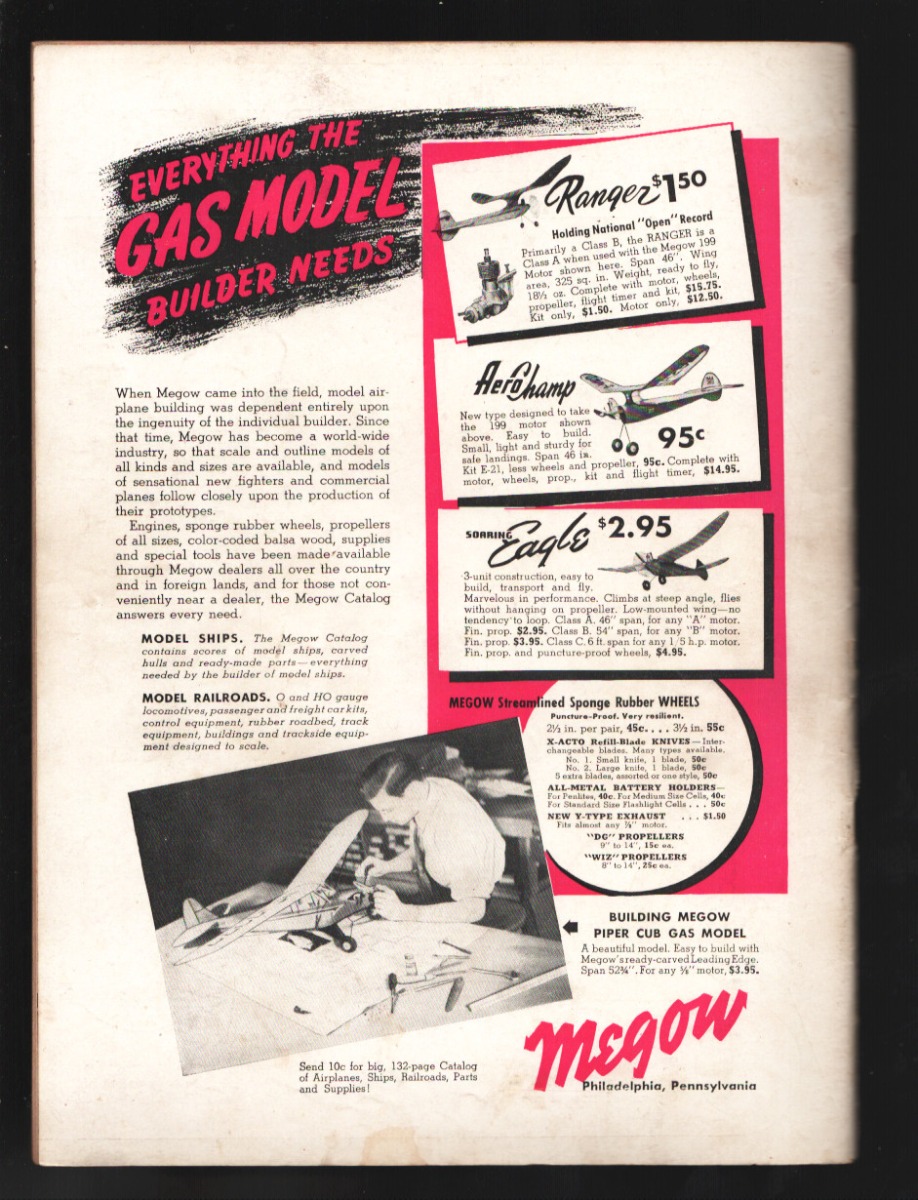 EVERYTHING THE
GAS MODEL
BUILDER NEEDS
When Megow came into the field, model air-
plane building was dependent entirely upon
the ingenuity of the individual builder. Since
that time, Megow has become a world-wide
industry, so that scale and outline models of
all kinds and sizes are available, and models
of sensational new fighters and commercial
planes follow closely upon the production of
their prototypes.
Engines, sponge rubber wheels, propellers
of all sizes, color-coded balsa wood, supplies
and special tools have been made available
through Megow dealers all over the country
and in foreign lands, and for those not con-
veniently near a dealer, the Megow Catalog
answers every need.
MODEL SHIPS. The Megow Catalog
contains scores of model ships, carved
hulls and ready-made parts—everything
needed by the builder of model ships.
MODEL RAILROADS. O and HO gauge
locomotives, passenger and freight car kits,
control equipment, rubber roadbed, track
equipment, buildings and trackside equip-
ment designed to scale.
Ranger $1.50
Holding National "Open" Record
Primarily a Class B, the RANGER is a
Class A when used with the Megow 199
Motor shown here. Span 46". Wing
area, 325 sq. in. Weight, ready to fly,
18½ oz. Complete with motor, wheels,
propeller, flight timer and kit, $15.75.
Kit only, $1.50. Motor only, $12.50.
AeroChamp
New type designed to take
the 199 motor shown
above. Easy to build.
Small, light and sturdy for
safe landings. Span 46 in.
95c
Kit E-21, less wheels and propeller, 95c. Complete with
motor, wheels, prop., kit and flight timer, $14.95.
SOARING Eagle $2.95
3-unit construction, easy to
build, transport and fly.
Marvelous in performance. Climbs at steep angle, flies
without hanging on propeller. Low-mounted wing—no
tendency to loop. Class A. 46" span, for any "A" motor.
Fin. prop. $2.95. Class B. 54" span, for any "B" motor.
Fin. prop. $3.95. Class C. 6 ft. span for any 1/5 h.p. motor.
Fin. prop. and puncture-proof wheels, $4.95.
MEGOW Streamlined Sponge Rubber WHEELS
Puncture-Proof. Very resilient.
2½ in. per pair, 45c.... 3½ in. 55c
X-ACTO Refill-Blade KNIVES—Inter-
changeable blades. Many types available.
No. 1. Small knife, 1 blade, 50c
No. 2. Large knife, 1 blade, 50c
5 extra blades, assorted or one style, 50c
ALL-METAL BATTERY HOLDERS—
For Penlites, 40c. For Medium Size Cells, 40c
For Standard Size Flashlight Cells . . . 50c
NEW Y-TYPE EXHAUST . . . $1.50
Fits almost any motor.
"DG" PROPELLERS
9" to 14", 15c ea.
"WIZ" PROPELLERS
8" to 14", 25c ea.
BUILDING MEGOW
PIPER CUB GAS MODEL
A beautiful model. Easy to build with
Megow's ready-carved Leading Edge.
Span 52¾". For any ⅕" motor, $3.95.
Megow
Philadelphia, Pennsylvania
Send 10c for big, 132-page Catalog
of Airplanes, Ships, Railroads, Parts
and Supplies!